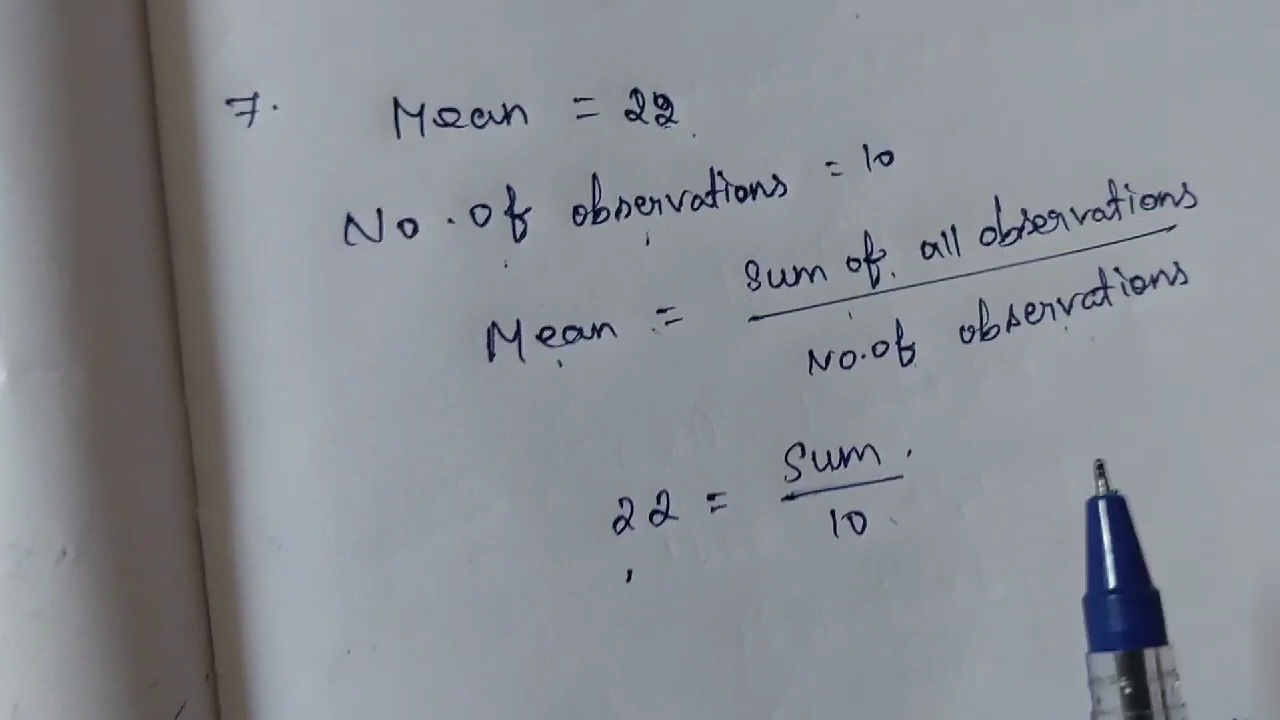 7. Mean = 22
No. of observations = 10
Mean = Sum of all observations
No. of observations
22 = Sum
10